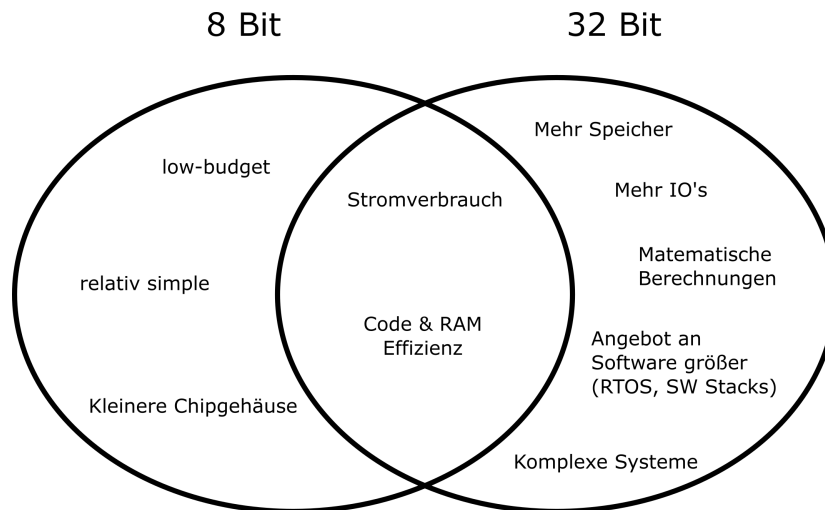 8 Bit
32 Bit
low-budget
relativ simple
Kleinere Chipgehäuse
Stromverbrauch
Code & RAM
Effizienz
Mehr Speicher
Mehr IO's
Matematische
Berechnungen
Angebot an
Software größer
(RTOS, SW Stacks)
Komplexe Systeme